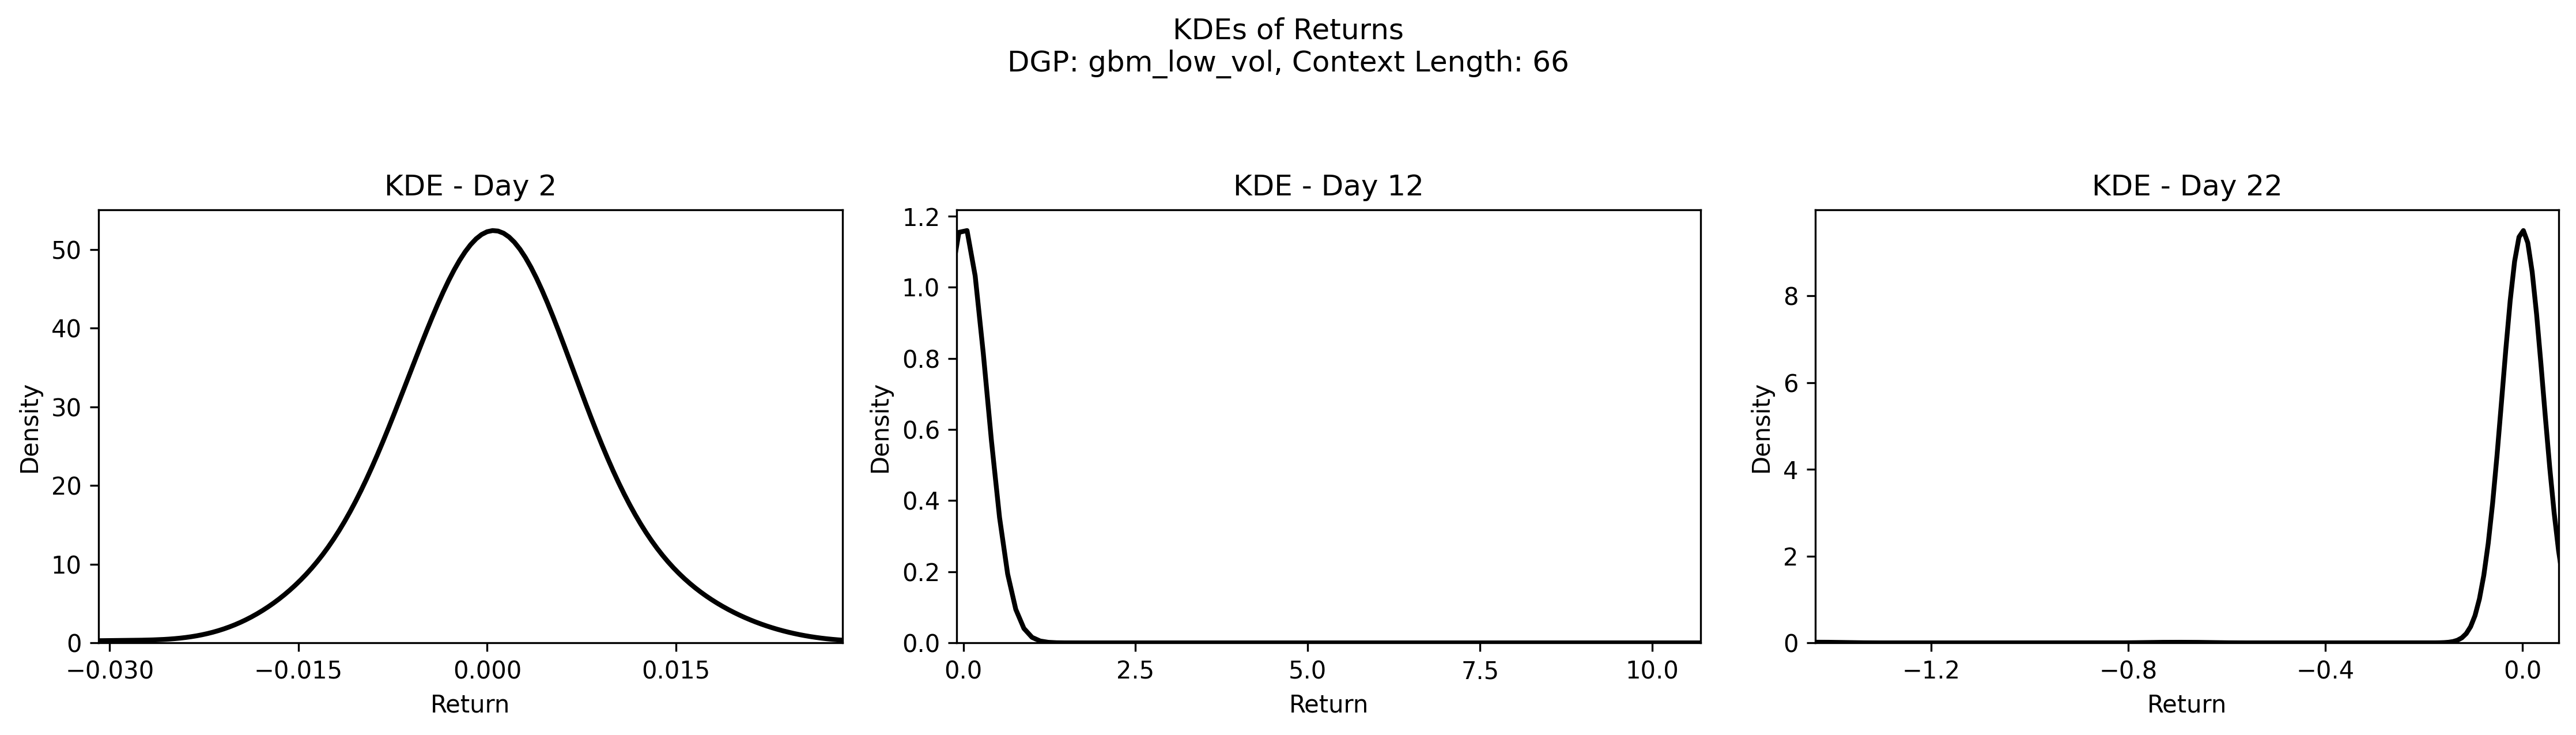 KDEs of Returns
DGP: gbm_low_vol, Context Length: 66
KDE - Day 2
Density
50
40
30
20
10
0
−0.030 −0.015 0.000 0.015
Return
KDE - Day 12
Density
1.2
1.0
0.8
0.6
0.4
0.2
0.0
0.0 2.5 5.0 7.5 10.0
Return
KDE - Day 22
Density
8
6
4
2
0
−1.2 −0.8 −0.4 0.0
Return